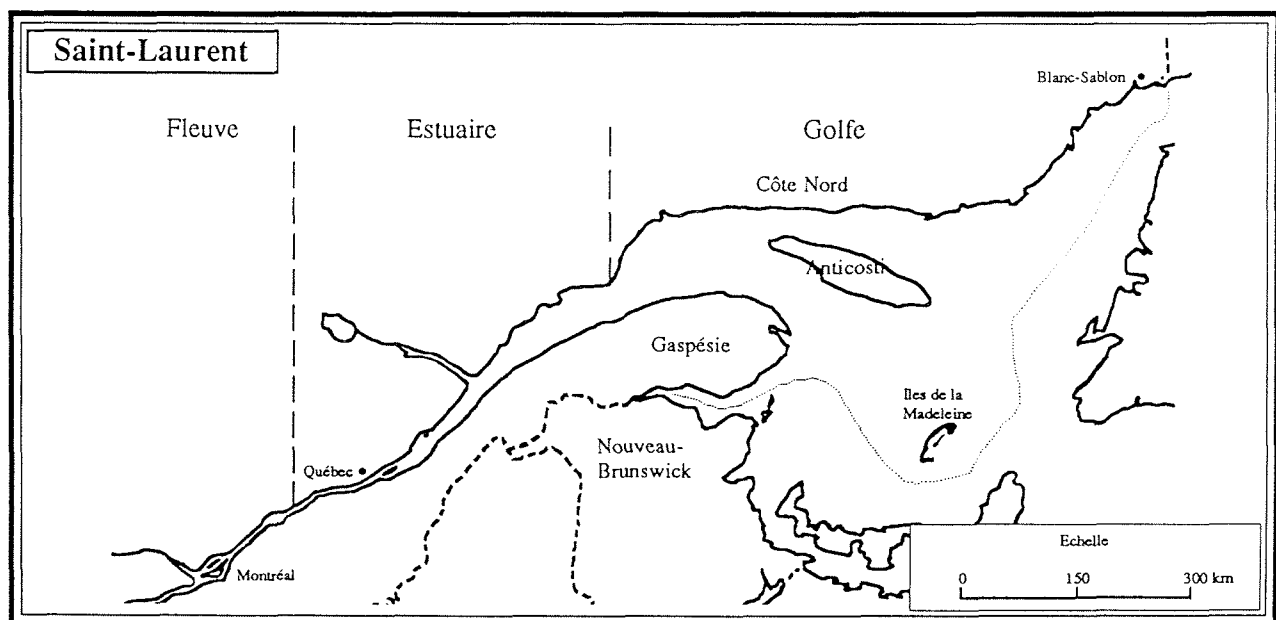 Saint-Laurent
Blanc-Sablon
Fleuve
Estuaire
Golfe
Côte Nord
Anticosti
Gaspésie
Iles de la
Madeleine
Québec
Nouveau-
Brunswick
Montréal
Echelle
0 150 300 km